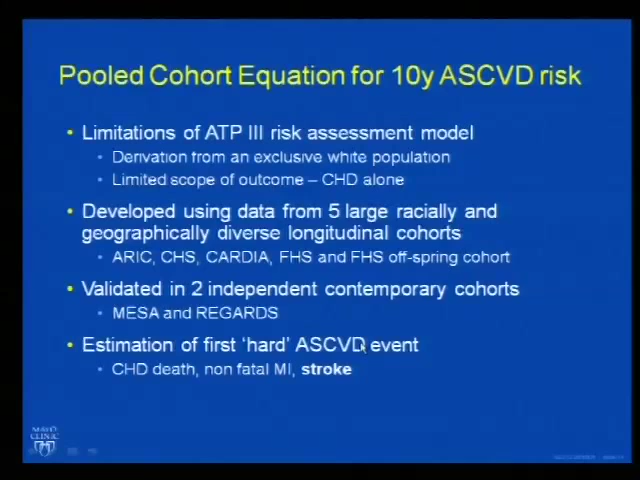 Pooled Cohort Equation for 10y ASCVD risk
• Limitations of ATP III risk assessment model
• Derivation from an exclusive white population
• Limited scope of outcome – CHD alone
• Developed using data from 5 large racially and
geographically diverse longitudinal cohorts
• ARIC, CHS, CARDIA, FHS and FHS off-spring cohort
• Validated in 2 independent contemporary cohorts
• MESA and REGARDS
• Estimation of first ‘hard’ ASCVD event
• CHD death, non fatal MI, stroke
MAYO
CLINIC